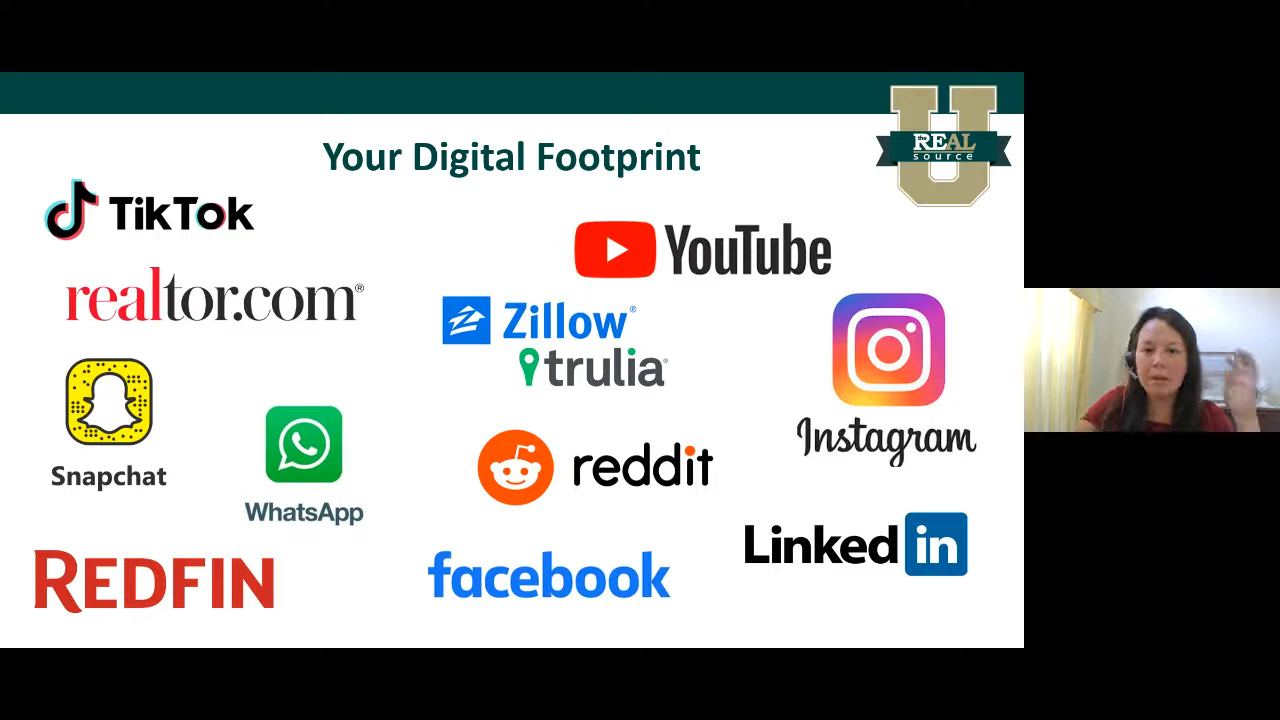 Your Digital Footprint
U
the REAL
source
TikTok
YouTube
realtor.com®
Zillow®
trulia®
Snapchat
WhatsApp
reddit
Instagram
REDFIN
facebook
Linked in